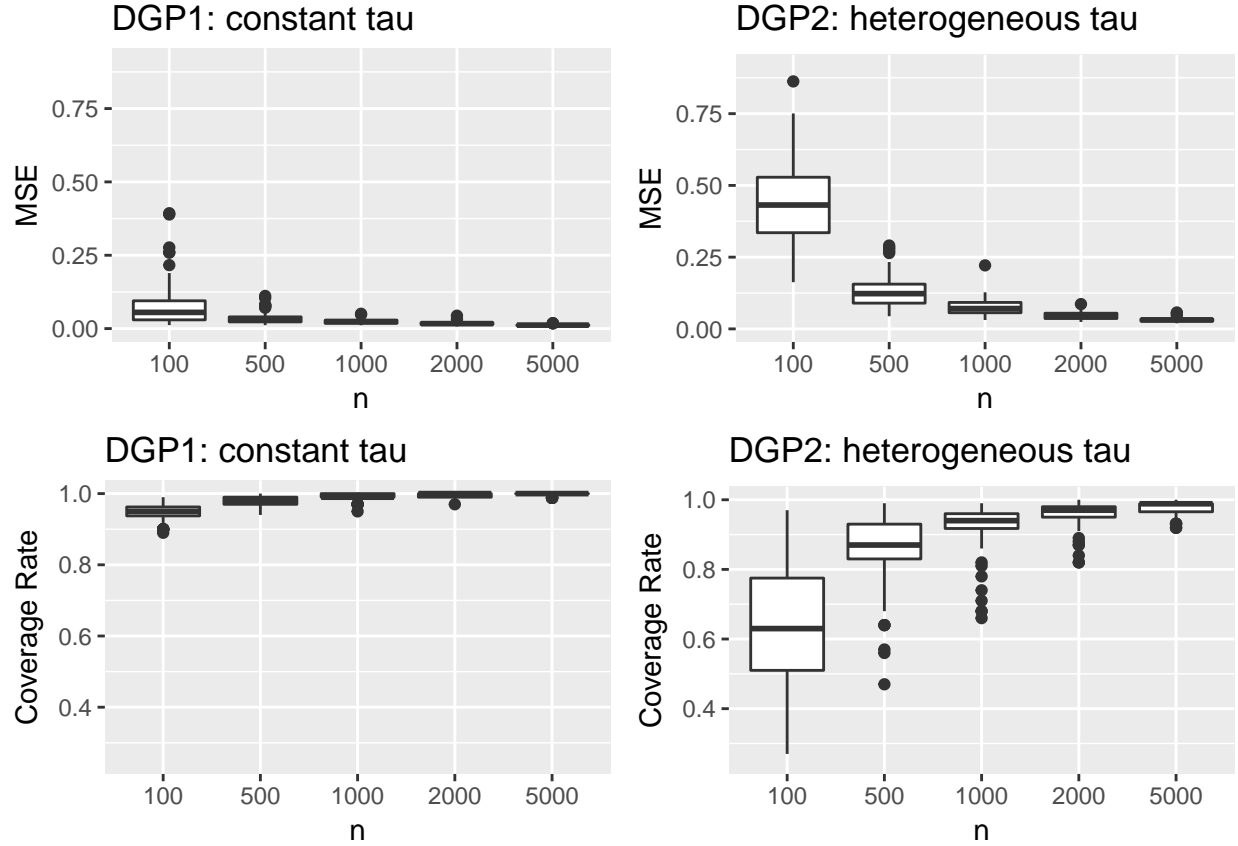 DGP1: constant tau
MSE
0.75
0.50
0.25
0.00
100 500 1000 2000 5000
n
DGP2: heterogeneous tau
MSE
0.75
0.50
0.25
0.00
100 500 1000 2000 5000
n
DGP1: constant tau
Coverage Rate
1.0
0.8
0.6
0.4
100 500 1000 2000 5000
n
DGP2: heterogeneous tau
Coverage Rate
1.0
0.8
0.6
0.4
100 500 1000 2000 5000
n